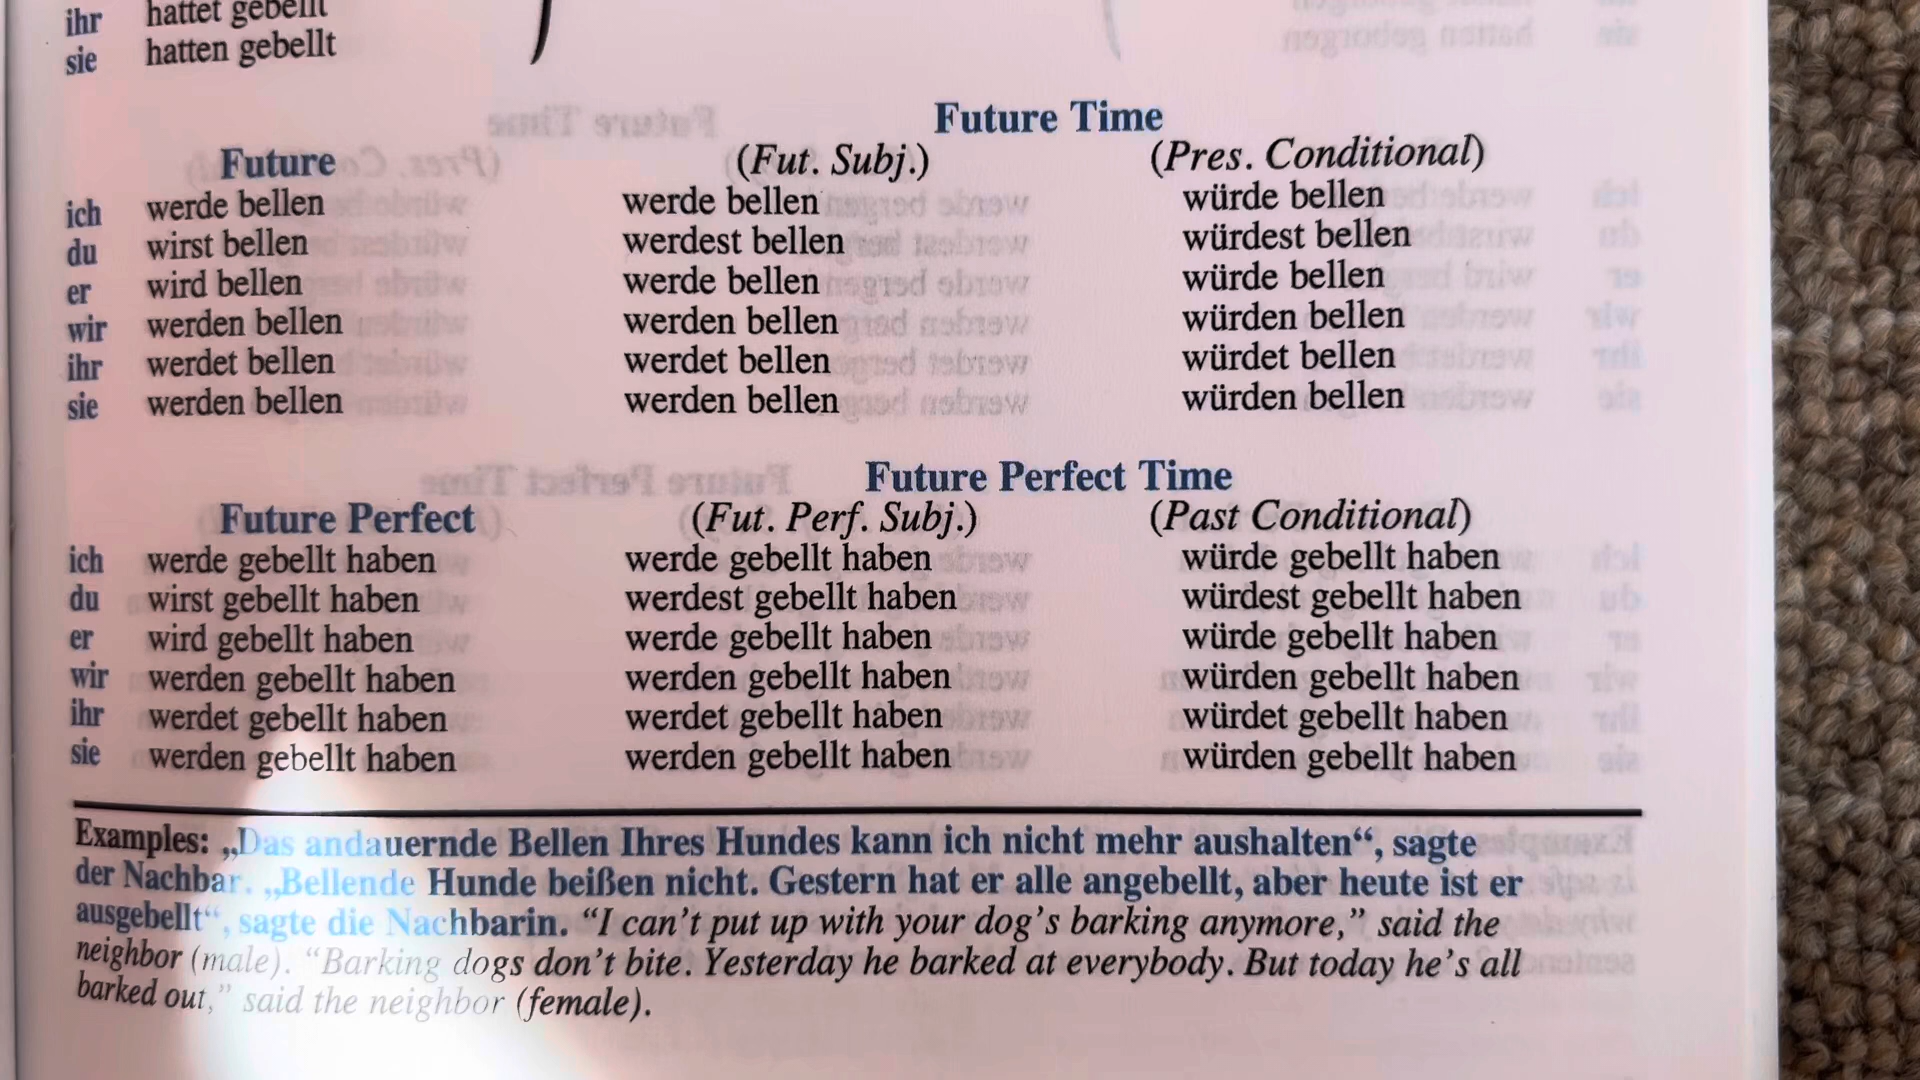 ihr hattet gebellt
sie hatten gebellt
Future Time
Future (Fut. Subj.) (Pres. Conditional)
ich werde bellen werde bellen würde bellen
du wirst bellen werdest bellen würdest bellen
er wird bellen werde bellen würde bellen
wir werden bellen werden bellen würden bellen
ihr werdet bellen werdet bellen würdet bellen
sie werden bellen werden bellen würden bellen
Future Perfect Time
Future Perfect (Fut. Perf. Subj.) (Past Conditional)
ich werde gebellt haben werde gebellt haben würde gebellt haben
du wirst gebellt haben werdest gebellt haben würdest gebellt haben
er wird gebellt haben werde gebellt haben würde gebellt haben
wir werden gebellt haben werden gebellt haben würden gebellt haben
ihr werdet gebellt haben werdet gebellt haben würdet gebellt haben
sie werden gebellt haben werden gebellt haben würden gebellt haben
Examples: „Das andauernde Bellen Ihres Hundes kann ich nicht mehr aushalten“, sagte
der Nachbar. „Bellende Hunde beißen nicht. Gestern hat er alle angebellt, aber heute ist er
ausgebellt“, sagte die Nachbarin. “I can’t put up with your dog’s barking anymore,” said the
neighbor (male). “Barking dogs don’t bite. Yesterday he barked at everybody. But today he’s all
barked out,” said the neighbor (female).